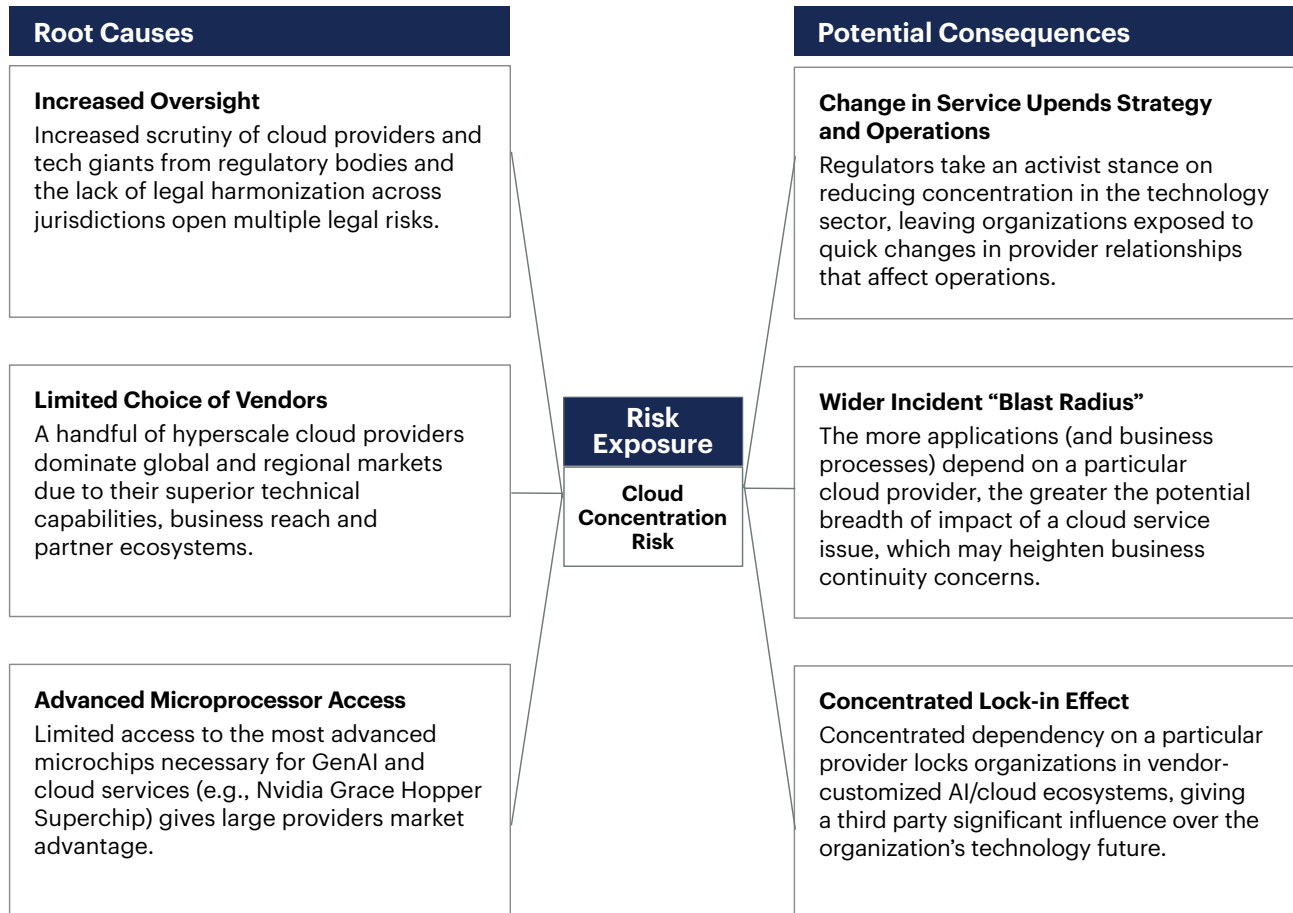 Root Causes
Increased Oversight
Increased scrutiny of cloud providers and
tech giants from regulatory bodies and
the lack of legal harmonization across
jurisdictions open multiple legal risks.
Limited Choice of Vendors
A handful of hyperscale cloud providers
dominate global and regional markets
due to their superior technical
capabilities, business reach and
partner ecosystems.
Advanced Microprocessor Access
Limited access to the most advanced
microchips necessary for GenAI and
cloud services (e.g., Nvidia Grace Hopper
Superchip) gives large providers market
advantage.
Risk
Exposure
Cloud
Concentration
Risk
Potential Consequences
Change in Service Upends Strategy
and Operations
Regulators take an activist stance on
reducing concentration in the technology
sector, leaving organizations exposed to
quick changes in provider relationships
that affect operations.
Wider Incident “Blast Radius”
The more applications (and business
processes) depend on a particular
cloud provider, the greater the potential
breadth of impact of a cloud service
issue, which may heighten business
continuity concerns.
Concentrated Lock-in Effect
Concentrated dependency on a particular
provider locks organizations in vendor-
customized AI/cloud ecosystems, giving
a third party significant influence over the
organization’s technology future.